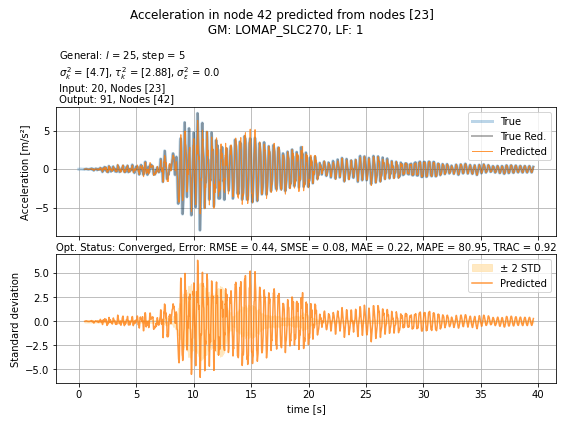 Acceleration in node 42 predicted from nodes [23]
GM: LOMAP_SLC270, LF: 1
General: l = 25, step = 5
σ²ₖ = [4.7], τ²ₖ = [2.88], σ²ε = 0.0
Input: 20, Nodes [23]
Output: 91, Nodes [42]
Acceleration [m/s²]
5
0
−5
True
True Red.
Predicted
Opt. Status: Converged, Error: RMSE = 0.44, SMSE = 0.08, MAE = 0.22, MAPE = 80.95, TRAC = 0.92
Standard deviation
5.0
2.5
0.0
−2.5
−5.0
± 2 STD
Predicted
0 5 10 15 20 25 30 35 40
time [s]